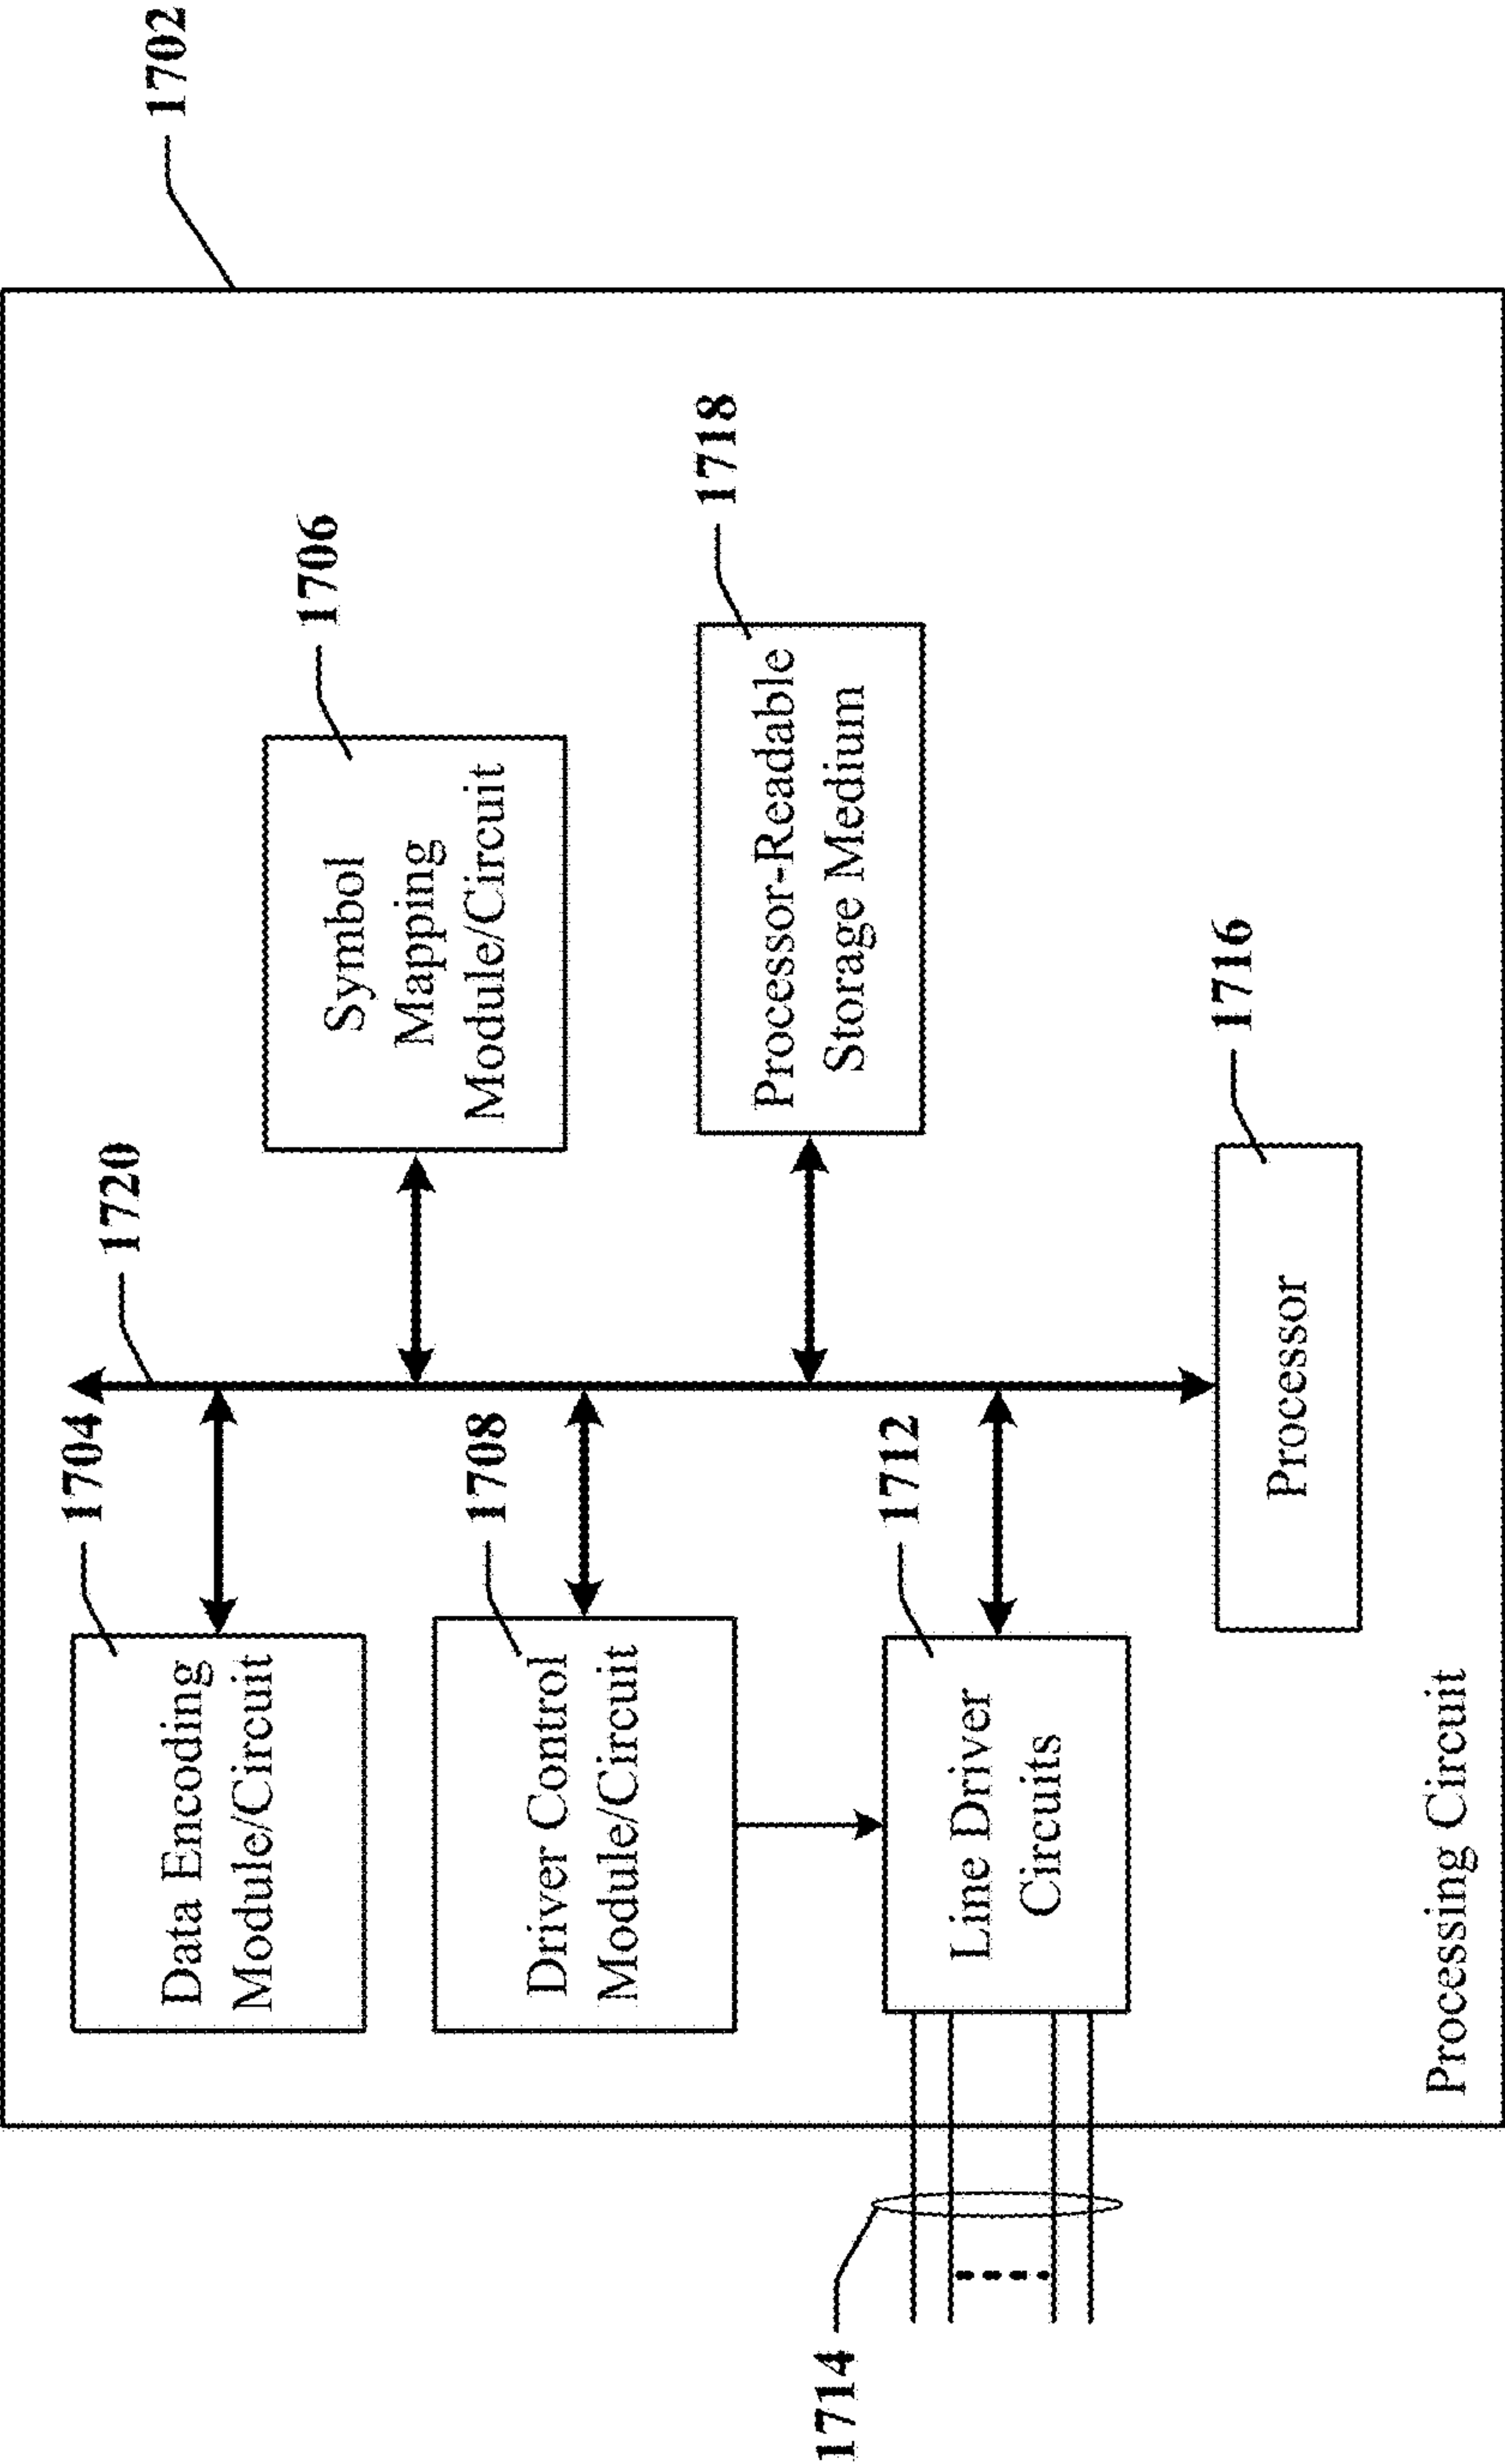 1702
1720
1704
Data Encoding
Module/Circuit
1706
Symbol
Mapping
Module/Circuit
1708
Driver Control
Module/Circuit
1718
Processor-Readable
Storage Medium
1714
1712
Line Driver
Circuits
1716
Processor
Processing Circuit